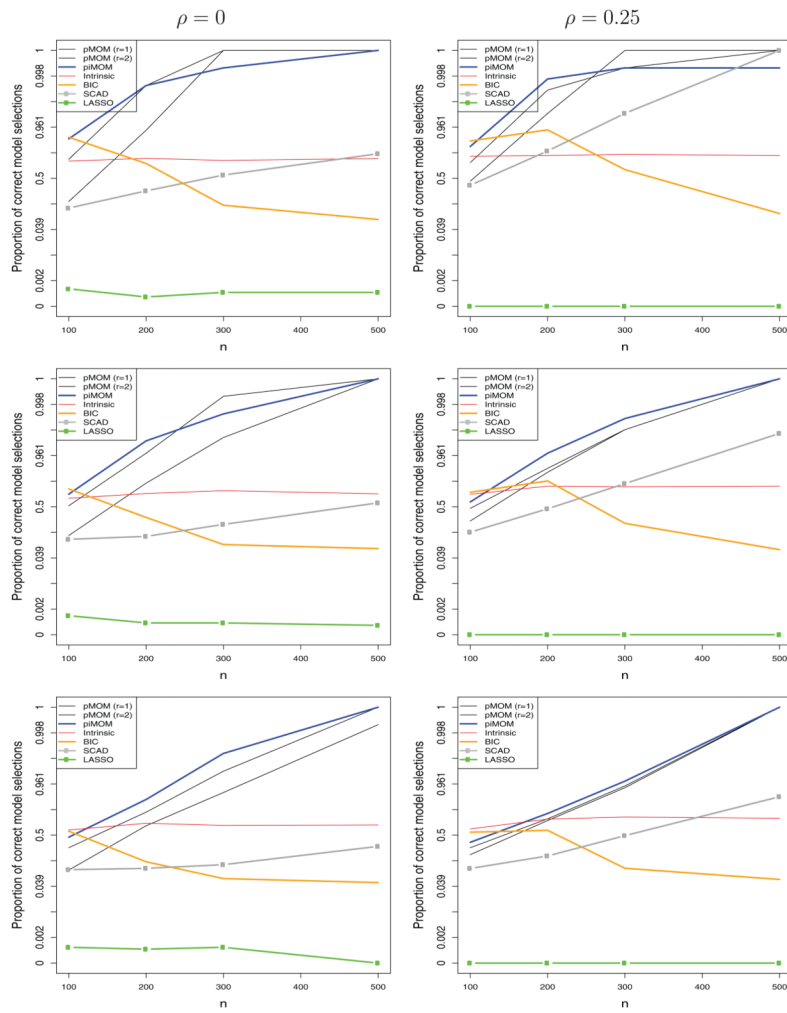 ρ = 0
ρ = 0.25
pMOM (r=1)
pMOM (r=2)
piMOM
Intrinsic
BIC
SCAD
LASSO
Proportion of correct model selections
1
0.998
0.961
0.5
0.039
0.002
0
100
200
300
400
500
n
pMOM (r=1)
pMOM (r=2)
piMOM
Intrinsic
BIC
SCAD
LASSO
Proportion of correct model selections
1
0.998
0.961
0.5
0.039
0.002
0
100
200
300
400
500
n
pMOM (r=1)
pMOM (r=2)
piMOM
Intrinsic
BIC
SCAD
LASSO
Proportion of correct model selections
1
0.998
0.961
0.5
0.039
0.002
0
100
200
300
400
500
n
pMOM (r=1)
pMOM (r=2)
piMOM
Intrinsic
BIC
SCAD
LASSO
Proportion of correct model selections
1
0.998
0.961
0.5
0.039
0.002
0
100
200
300
400
500
n
pMOM (r=1)
pMOM (r=2)
piMOM
Intrinsic
BIC
SCAD
LASSO
Proportion of correct model selections
1
0.998
0.961
0.5
0.039
0.002
0
100
200
300
400
500
n
pMOM (r=1)
pMOM (r=2)
piMOM
Intrinsic
BIC
SCAD
LASSO
Proportion of correct model selections
1
0.998
0.961
0.5
0.039
0.002
0
100
200
300
400
500
n